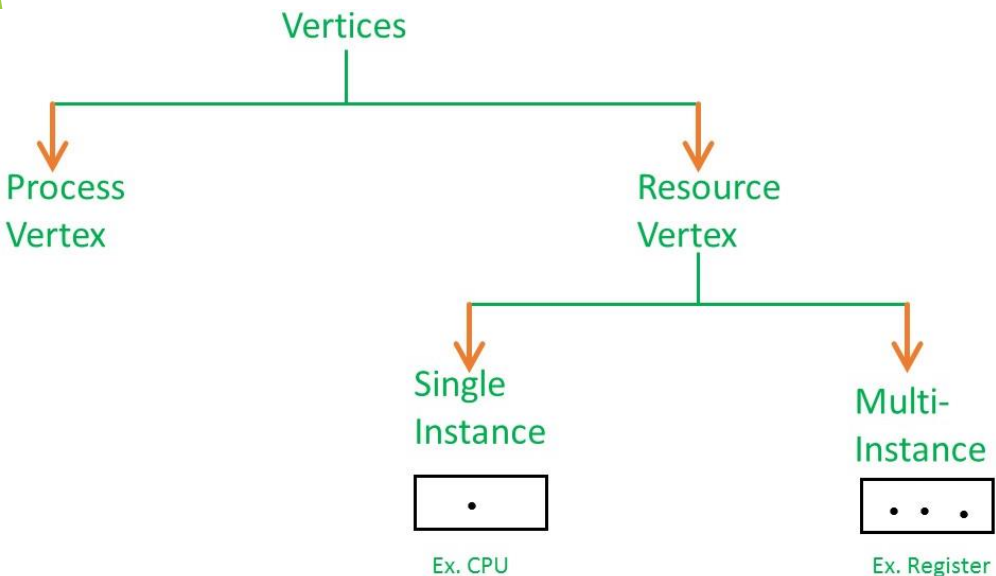 Vertices
Process
Vertex
Resource
Vertex
Single
Instance
Multi-
Instance
Ex. CPU
Ex. Register